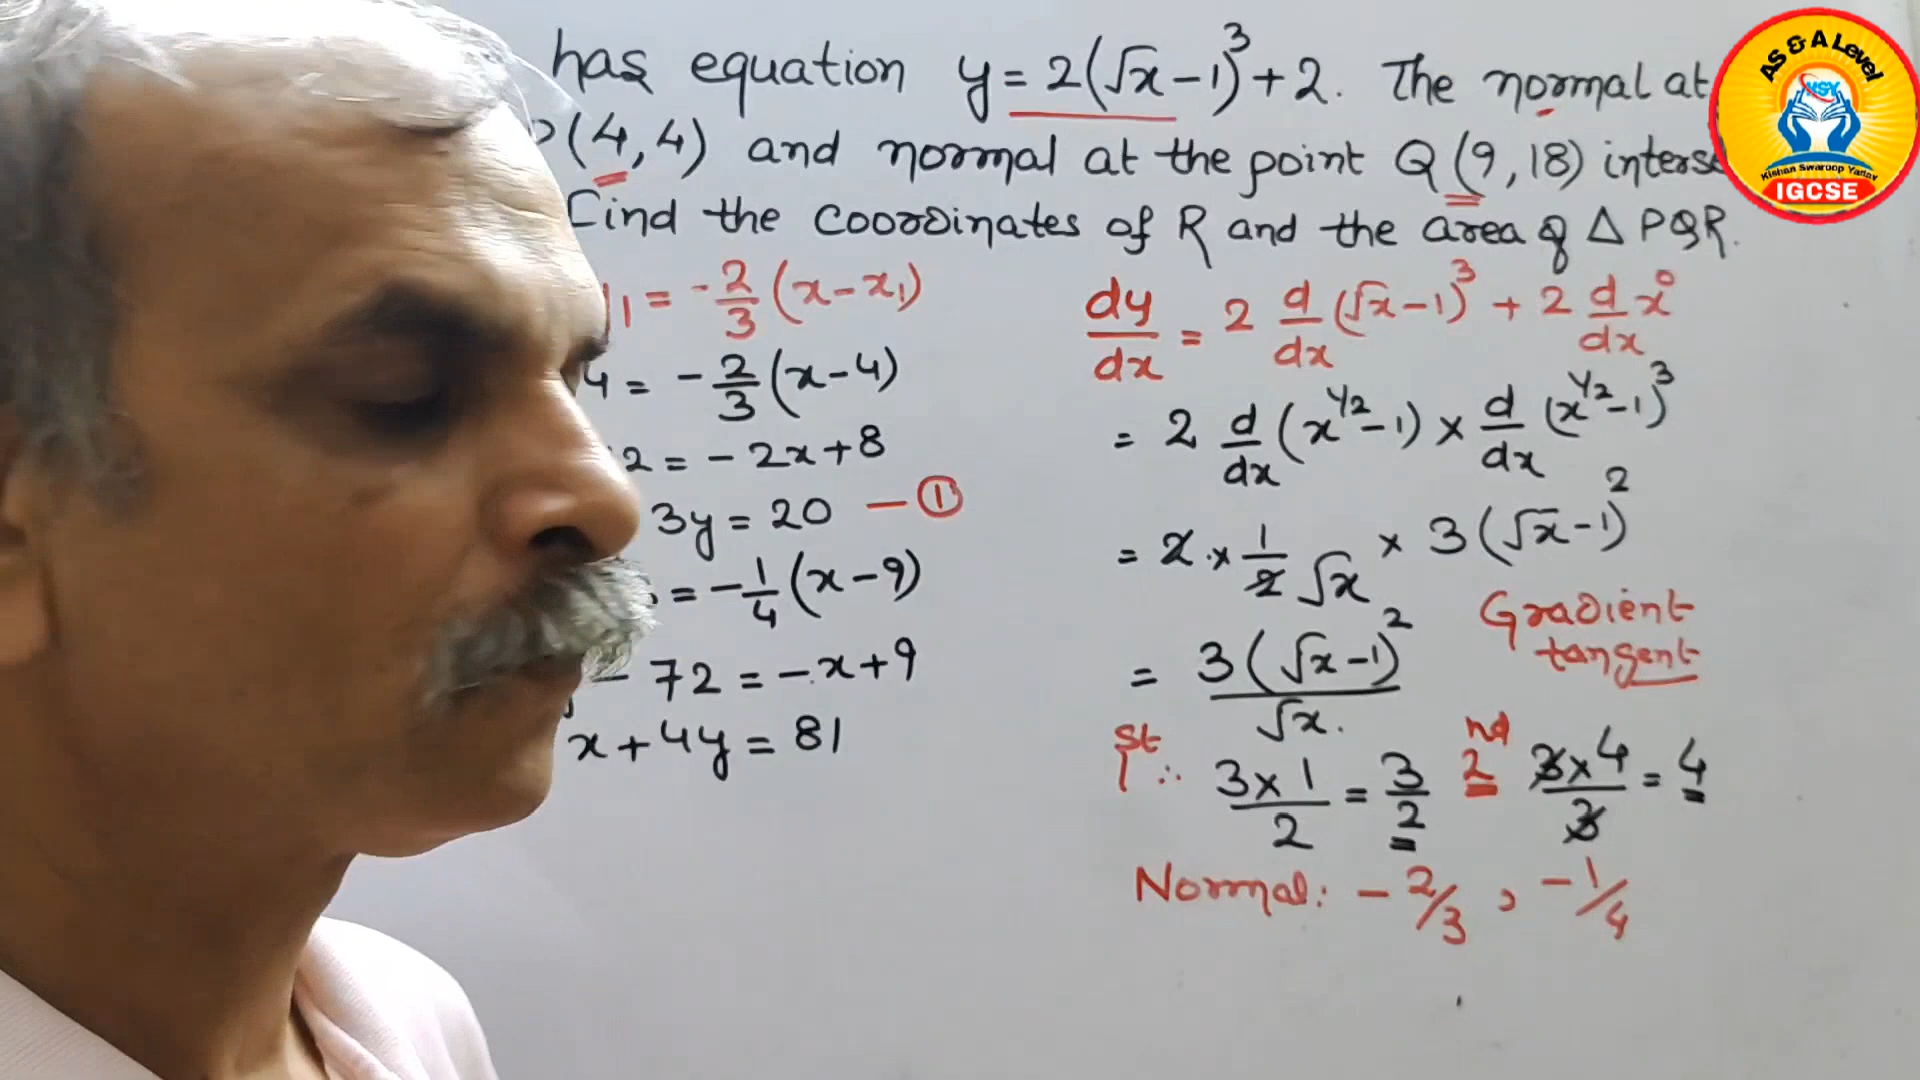 has equation y = 2(√x − 1)³ + 2. The normal at
P(4, 4) and normal at the point Q (9, 18)
Find the coordinates of R and the area of △ PQR.
1 = -2/3 (x − x₁)
4 = -2/3 (x − 4)
12 = − 2x + 8
3y = 20 — ①
= -1/4 (x − 9)
− 72 = − x + 9
x + 4y = 81
dy/dx = 2 d/dx (√x − 1)³ + 2 d/dx x⁰
= 2 d/dx (x^1/2 − 1) × d/dx (x^1/2 − 1)³
= 2 × 1/2 √x × 3 (√x − 1)²
= 3 (√x − 1)² / √x.
Gradient
tangent
1st ∴ 3 × 1 / 2 = 3/2
2nd 3 × 4 / 3 = 4
Normal: − 2/3 , − 1/4
AS & A Level
KSY
Kishan Swaroop Yadav
IGCSE